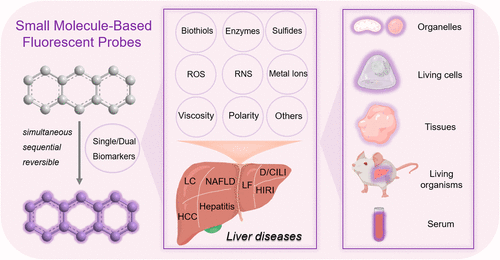 Small Molecule-Based
Fluorescent Probes
simultaneous
sequential
reversible
Single/Dual
Biomarkers
Biothiols
Enzymes
Sulfides
ROS
RNS
Metal Ions
Viscosity
Polarity
Others
LC
NAFLD
LF
D/CILI
HIRI
Hepatitis
HCC
Liver diseases
Organelles
Living cells
Tissues
Living
organisms
Serum